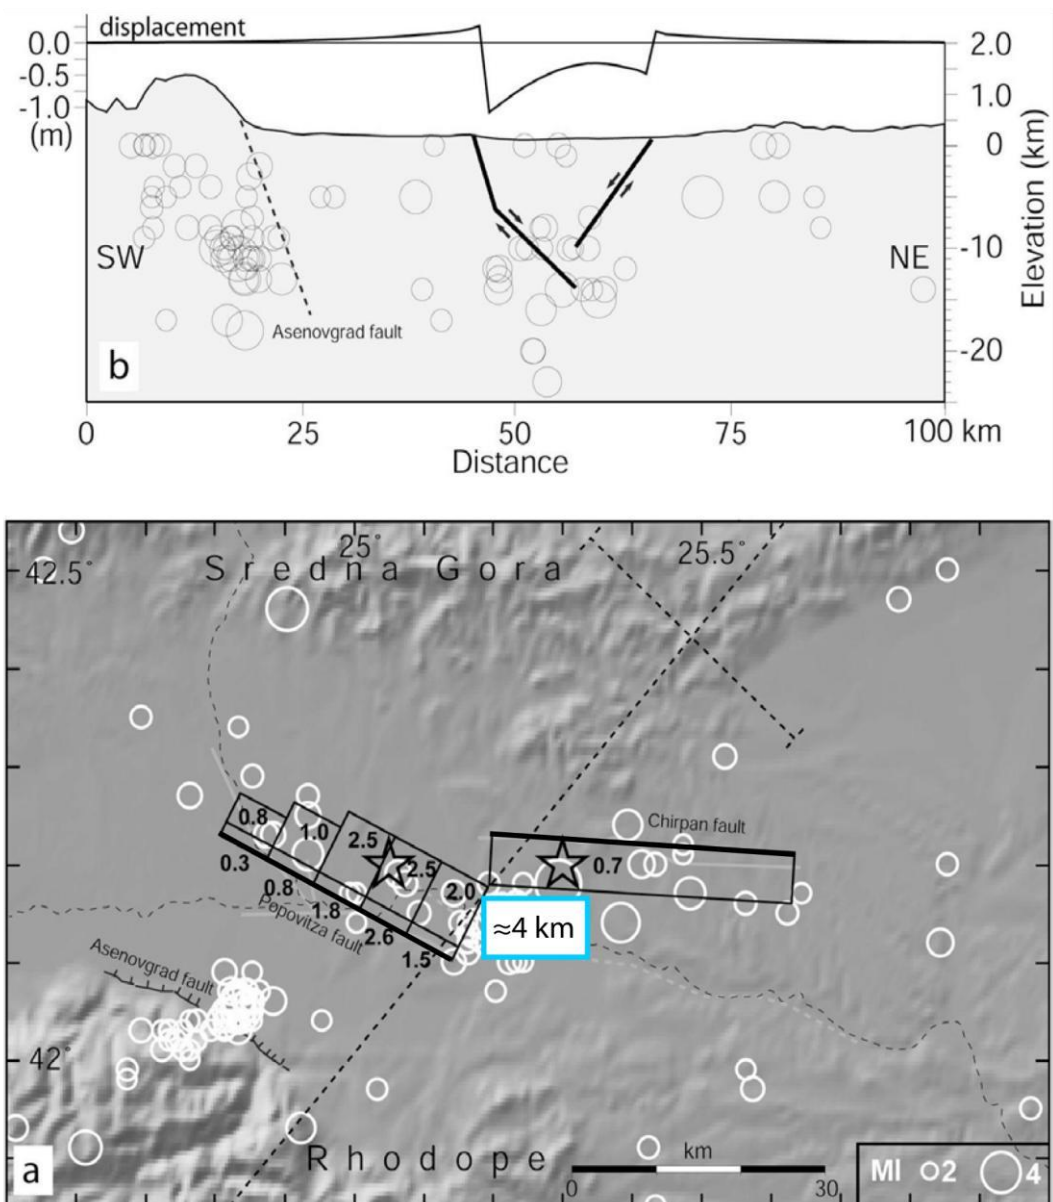 displacement
0.0
-0.5
-1.0
(m)
2.0
1.0
0
-10
-20
Elevation (km)
SW
NE
Asenovgrad fault
b
0
25
50
75
100 km
Distance
25°
25.5°
42.5°
Sredna Gora
Chirpan fault
0.8
1.0
2.5
2.5
2.0
0.7
0.3
0.8
1.8
2.6
1.5
Popovitza fault
≈4 km
Asenovgrad fault
42°
Rhodope
km
0
30
Ml
2
4
a